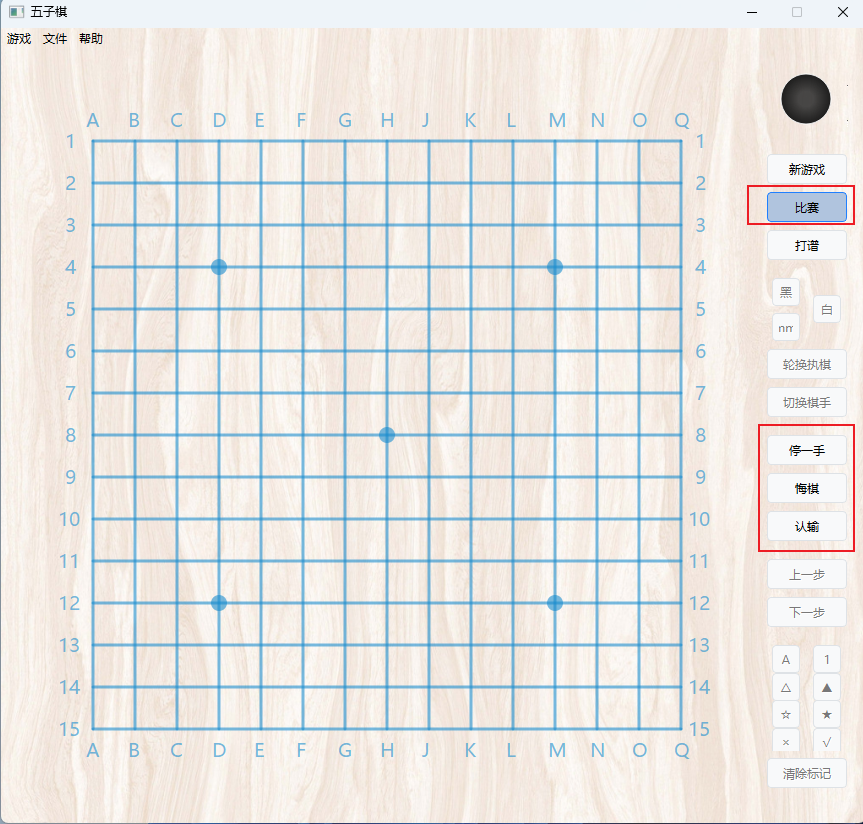 五子棋
游戏 文件 帮助
A B C D E F G H J K L M N O Q
1 1
2 2
3 3
4 4
5 5
6 6
7 7
8 8
9 9
10 10
11 11
12 12
13 13
14 14
15 15
A B C D E F G H J K L M N O Q
新游戏
比赛
打谱
黑
白
nm
轮换执棋
切换棋手
停一手
悔棋
认输
上一步
下一步
A 1
△ ▲
☆ ★
× √
清除标记